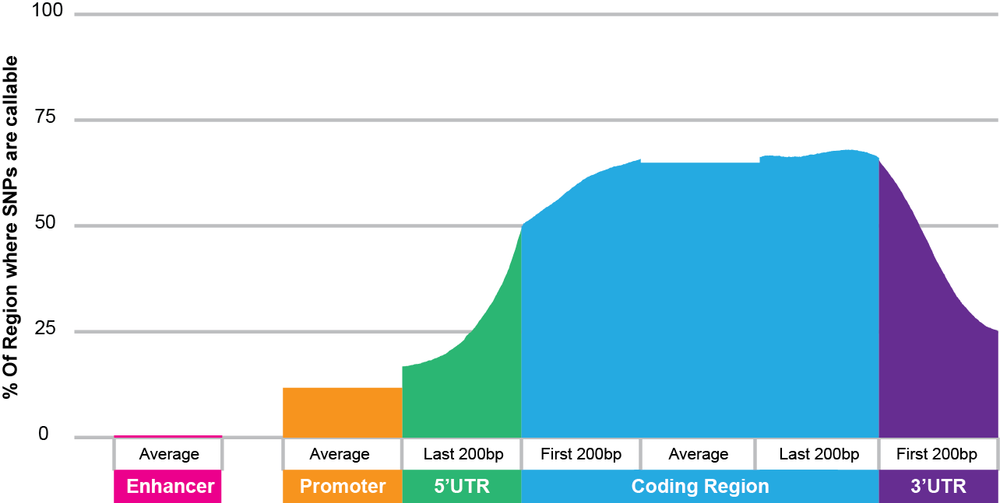 % Of Region where SNPs are callable
100
75
50
25
0
Average
Average
Last 200bp
First 200bp
Average
Last 200bp
First 200bp
Enhancer
Promoter
5’UTR
Coding Region
3’UTR